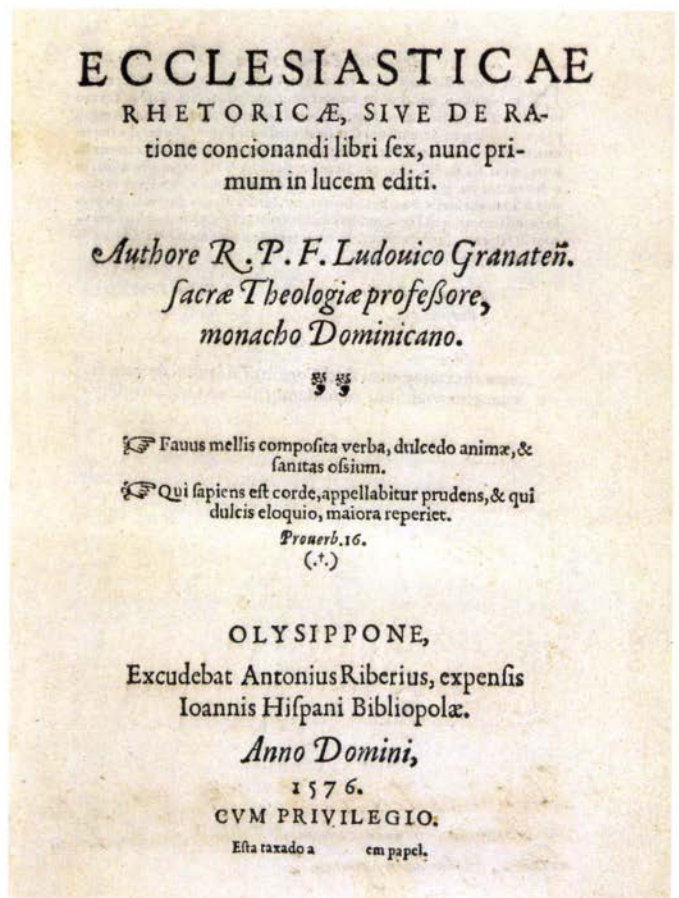 ECCLESIASTICAE
RHETORICÆ, SIVE DE RA-
tione concionandi libri ſex, nunc pri-
mum in lucem editi.
Authore R. P. F. Ludouico Granateñ.
ſacræ Theologiæ profeßore,
monacho Dominicano.
☞ Fauus mellis compoſita verba, dulcedo animæ, &
ſanitas oſsium.
☞ Qui ſapiens eſt corde, appellabitur prudens, & qui
dulcis eloquio, maiora reperiet.
Prouerb. 16.
(.†.)
OLYSIPPONE,
Excudebat Antonius Riberius, expenſis
Ioannis Hiſpani Bibliopolæ.
Anno Domini,
1576.
CVM PRIVILEGIO.
Eſta taxado a em papel.